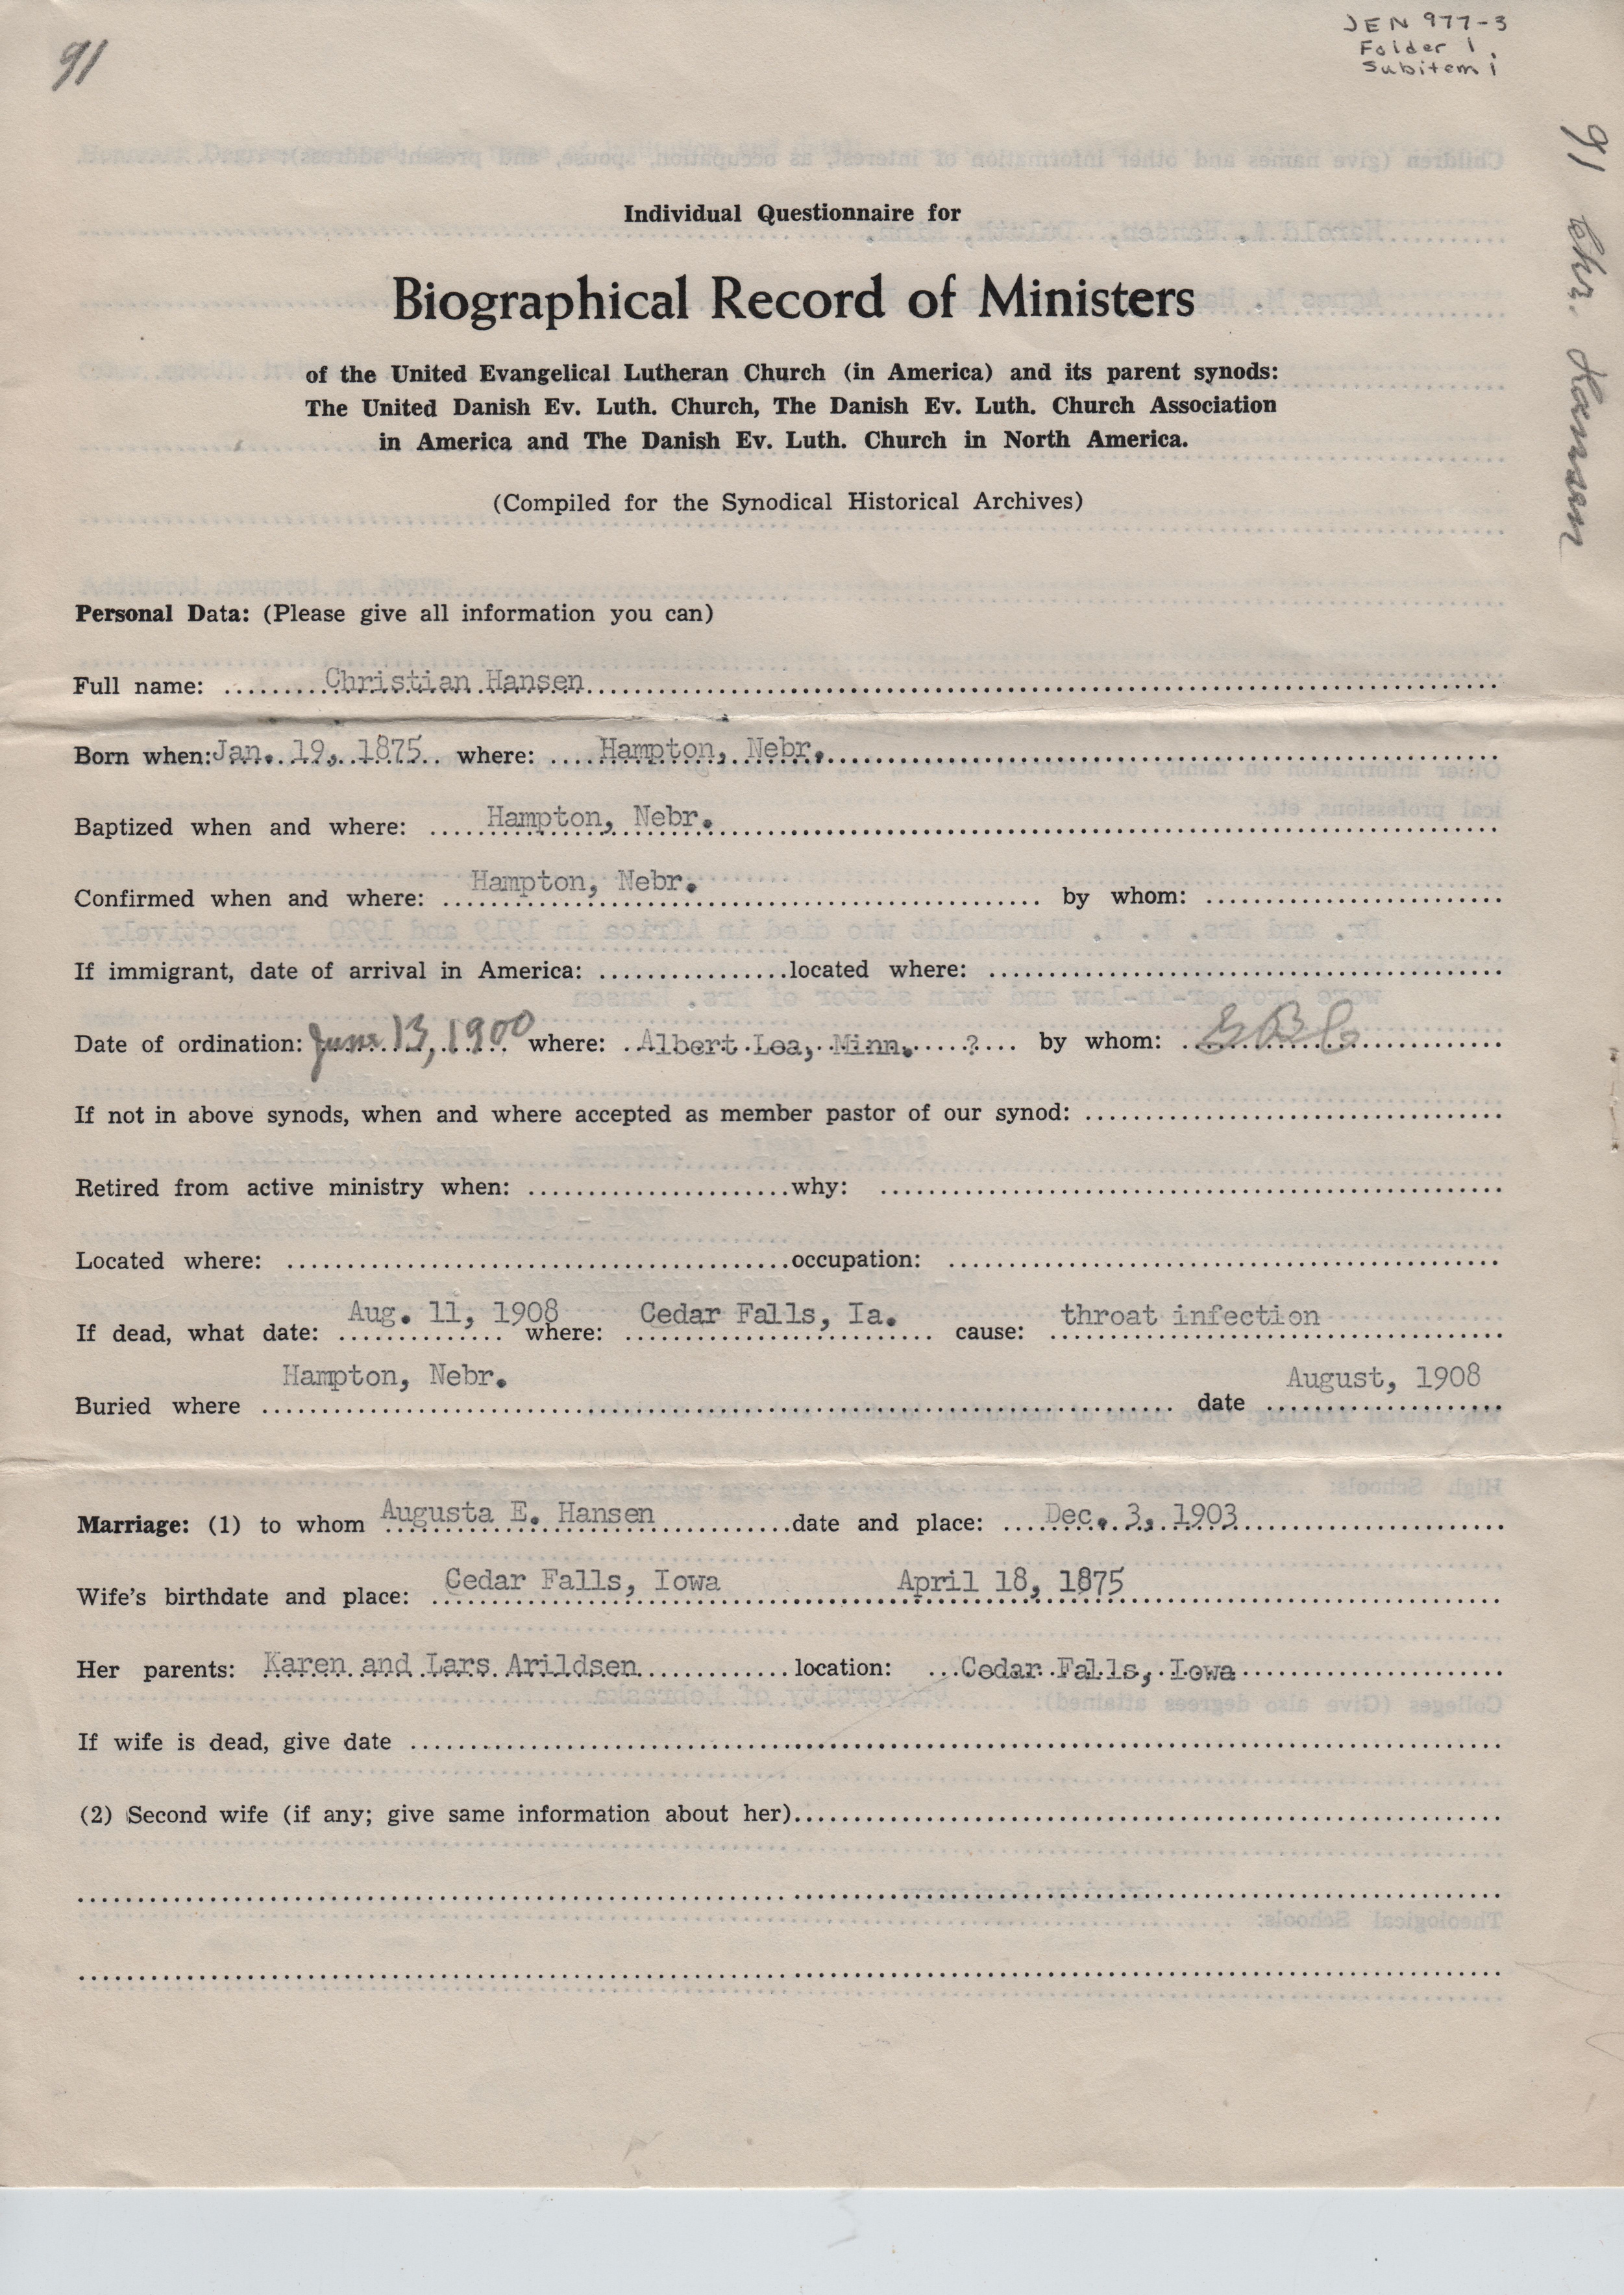 91
JEN 977-3
Folder 1,
Subitem 1
91 Chr. Hansen
Individual Questionnaire for
Biographical Record of Ministers
of the United Evangelical Lutheran Church (in America) and its parent synods:
The United Danish Ev. Luth. Church, The Danish Ev. Luth. Church Association
in America and The Danish Ev. Luth. Church in North America.
(Compiled for the Synodical Historical Archives)
Personal Data: (Please give all information you can)
Full name: Christian Hansen
Born when: Jan. 19, 1875 where: Hampton, Nebr.
Baptized when and where: Hampton, Nebr.
Confirmed when and where: Hampton, Nebr. by whom:
If immigrant, date of arrival in America: located where:
Date of ordination: June 13, 1900 where: Albert Lea, Minn. ? by whom: GBC
If not in above synods, when and where accepted as member pastor of our synod:
Retired from active ministry when: why:
Located where: occupation:
If dead, what date: Aug. 11, 1908 where: Cedar Falls, Ia. cause: throat infection
Buried where Hampton, Nebr. date August, 1908
Marriage: (1) to whom Augusta E. Hansen date and place: Dec. 3, 1903
Wife's birthdate and place: Cedar Falls, Iowa April 18, 1875
Her parents: Karen and Lars Arildsen location: Cedar Falls, Iowa
If wife is dead, give date
(2) Second wife (if any; give same information about her)